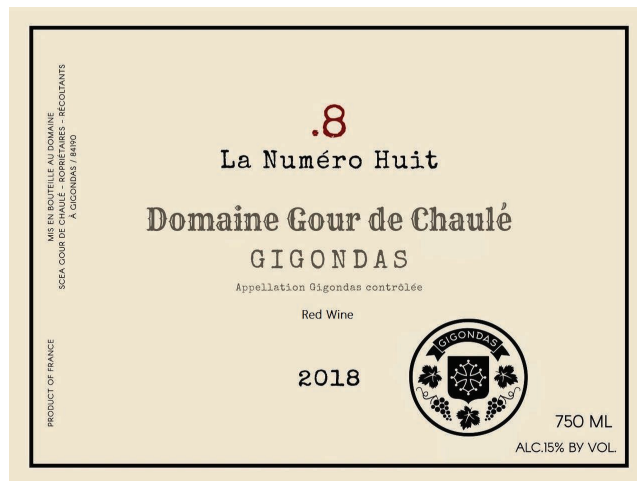 .8
La Numéro Huit
Domaine Gour de Chaulé
GIGONDAS
Appellation Gigondas contrôlée
Red Wine
2018
GIGONDAS
750 ML
ALC.15% BY VOL.
MIS EN BOUTEILLE AU DOMAINE
SCEA GOUR DE CHAULÉ - ROPRIÉTAIRES - RÉCOLTANTS
À GIGONDAS / 84190
PRODUCT OF FRANCE